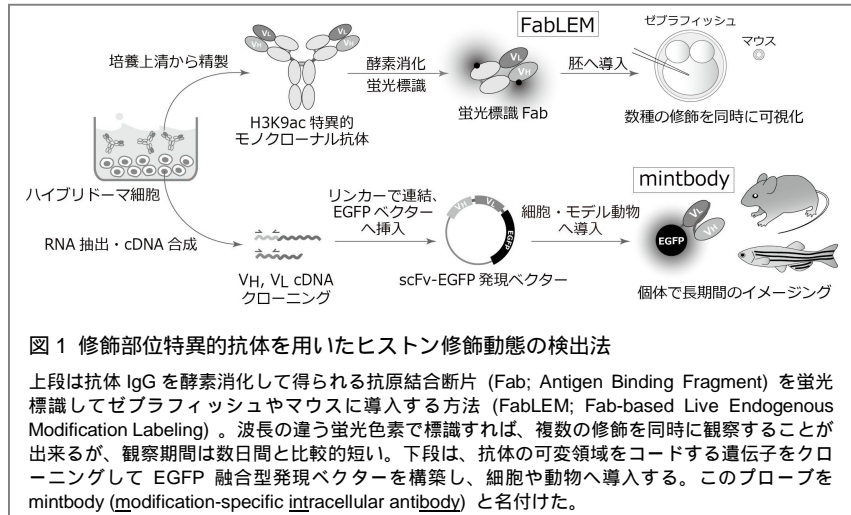 FabLEM
ゼブラフィッシュ
マウス
VL
VH
VL
VH
VL
VH
培養上清から精製
酵素消化
蛍光標識
胚へ導入
H3K9ac 特異的
モノクローナル抗体
蛍光標識 Fab
数種の修飾を同時に可視化
ハイブリドーマ細胞
mintbody
リンカーで連結、
EGFP ベクター
へ挿入
VH
VL
EGFP
細胞・モデル動物
へ導入
VL
VH
EGFP
RNA 抽出・cDNA 合成
VH, VL cDNA
クローニング
scFv-EGFP 発現ベクター
個体で長期間のイメージング
図 1 修飾部位特異的抗体を用いたヒストン修飾動態の検出法
上段は抗体 IgG を酵素消化して得られる抗原結合断片 (Fab; Antigen Binding Fragment) を蛍光
標識してゼブラフィッシュやマウスに導入する方法 (FabLEM; Fab-based Live Endogenous
Modification Labeling) 。波長の違う蛍光色素で標識すれば、複数の修飾を同時に観察することが
出来るが、観察期間は数日間と比較的短い。下段は、抗体の可変領域をコードする遺伝子をクロ
ーニングして EGFP 融合型発現ベクターを構築し、細胞や動物へ導入する。このプローブを
mintbody (modification-specific intracellular antibody) と名付けた。